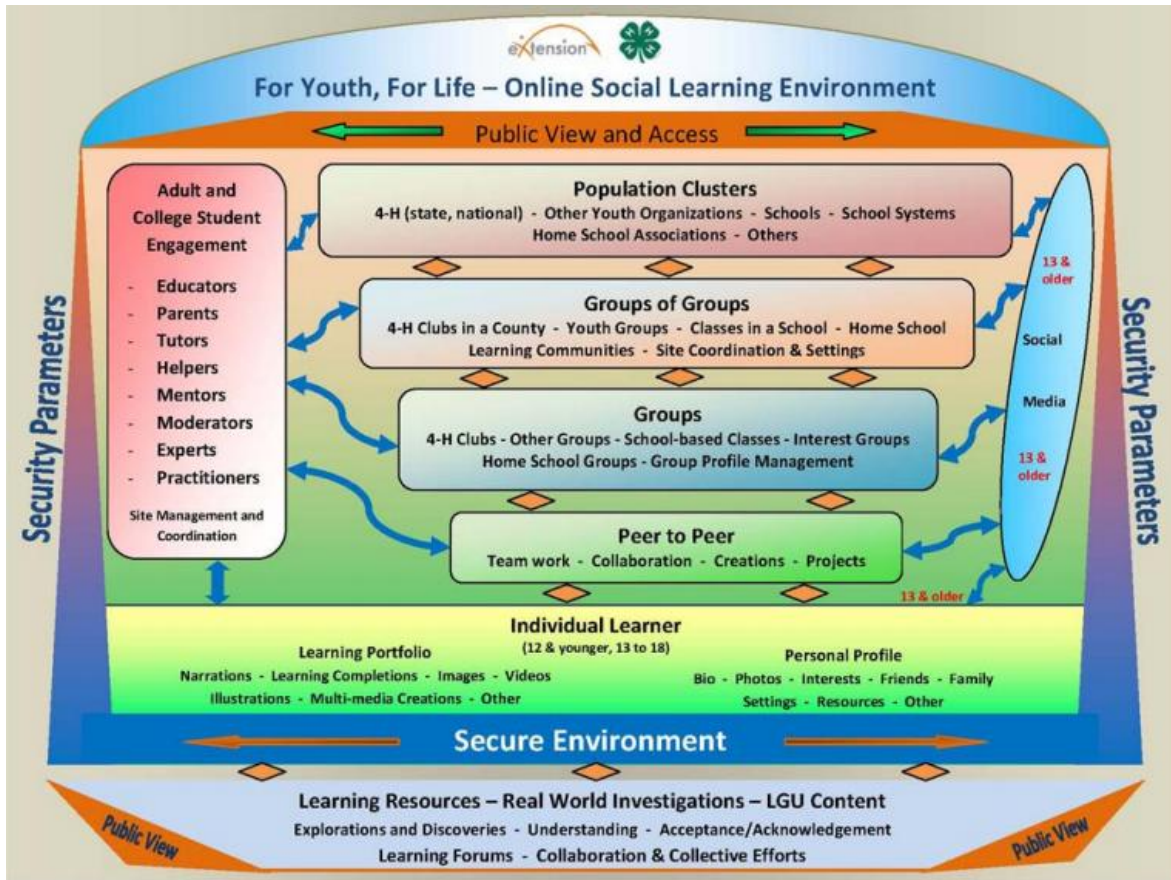 eXtension
H H H H
For Youth, For Life – Online Social Learning Environment
Public View and Access
Adult and
College Student
Engagement
- Educators
- Parents
- Tutors
- Helpers
- Mentors
- Moderators
- Experts
- Practitioners
Site Management and
Coordination
Population Clusters
4-H (state, national) - Other Youth Organizations - Schools - School Systems
Home School Associations - Others
Groups of Groups
4-H Clubs in a County - Youth Groups - Classes in a School - Home School
Learning Communities - Site Coordination & Settings
Groups
4-H Clubs - Other Groups - School-based Classes - Interest Groups
Home School Groups - Group Profile Management
Peer to Peer
Team work - Collaboration - Creations - Projects
13 &
older
Social
Media
13 &
older
13 & older
Security Parameters
Security Parameters
Individual Learner
(12 & younger, 13 to 18)
Learning Portfolio
Narrations - Learning Completions - Images - Videos
Illustrations - Multi-media Creations - Other
Personal Profile
Bio - Photos - Interests - Friends - Family
Settings - Resources - Other
Secure Environment
Learning Resources – Real World Investigations – LGU Content
Explorations and Discoveries - Understanding - Acceptance/Acknowledgement
Learning Forums - Collaboration & Collective Efforts
Public View
Public View